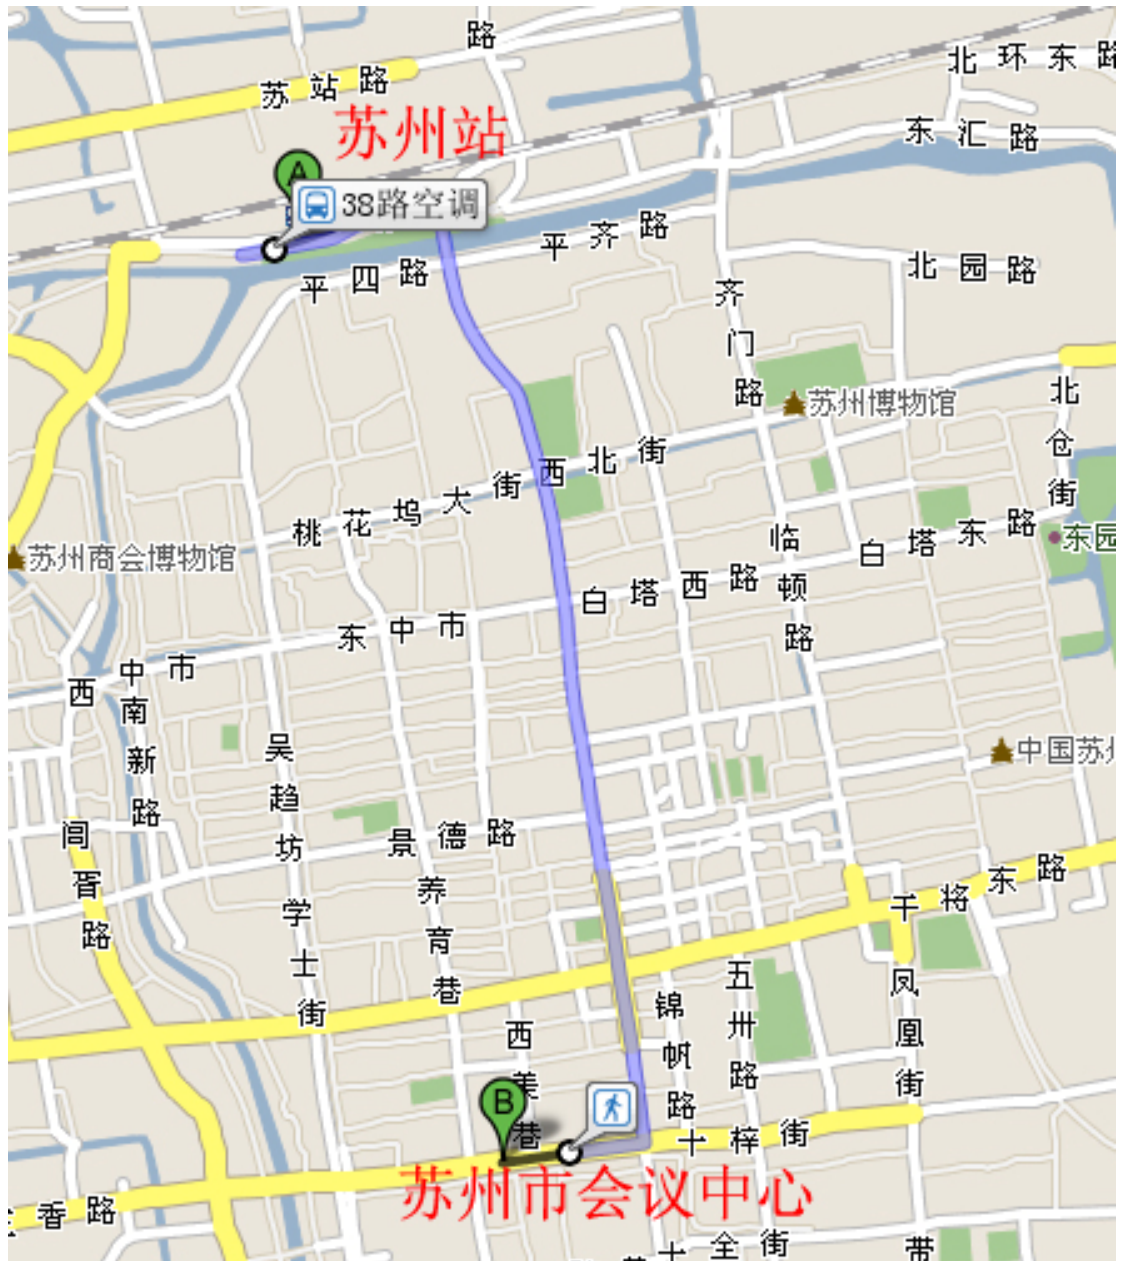 路
北环东路
苏站路
苏州站
东汇路
A
38路空调
平齐路
平四路
北园路
齐门路
苏州博物馆
北仓街
西北街
桃花坞大街
临顿路
白塔东路
东园
苏州商会博物馆
白塔西路
东中市
西中市
南新路
吴趋坊
中国苏州
景德路
阊胥路
养育巷
干将东路
学士街
五卅路
凤凰街
锦帆路
西美巷
B
十梓街
苏州市会议中心
香路
十全街
带